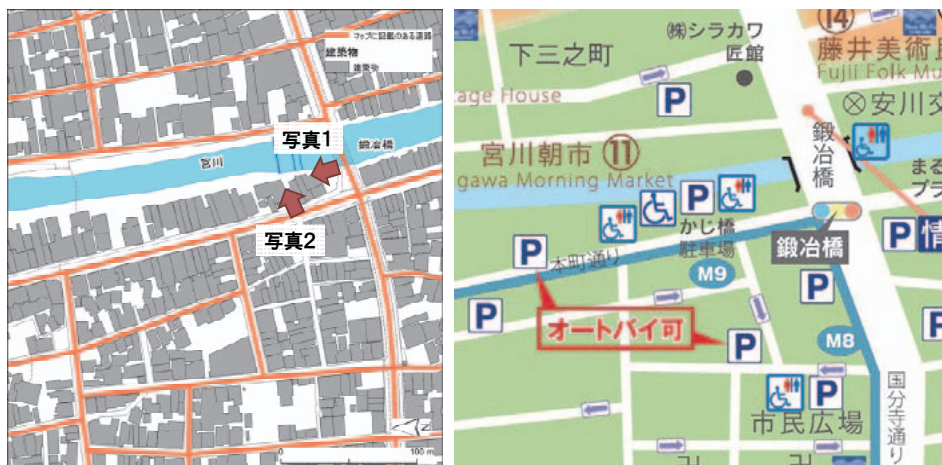 マップに記載のある道路
建築物
建築物
写真1
宮川
鍛冶橋
写真2
N
0
100 m
⑭
㈱シラカワ
匠館
下三之町
藤井美術
Fujii Folk Mu
age House
P
安川交
鍛冶橋
宮川朝市 ⑪
gawa Morning Market
P
かじ橋
駐車場
まる
プラ
P
本町通り
鍛冶橋
P
情
M9
P
P
オートバイ可
P
M8
P
市民広場
国分寺通り
卍
卍